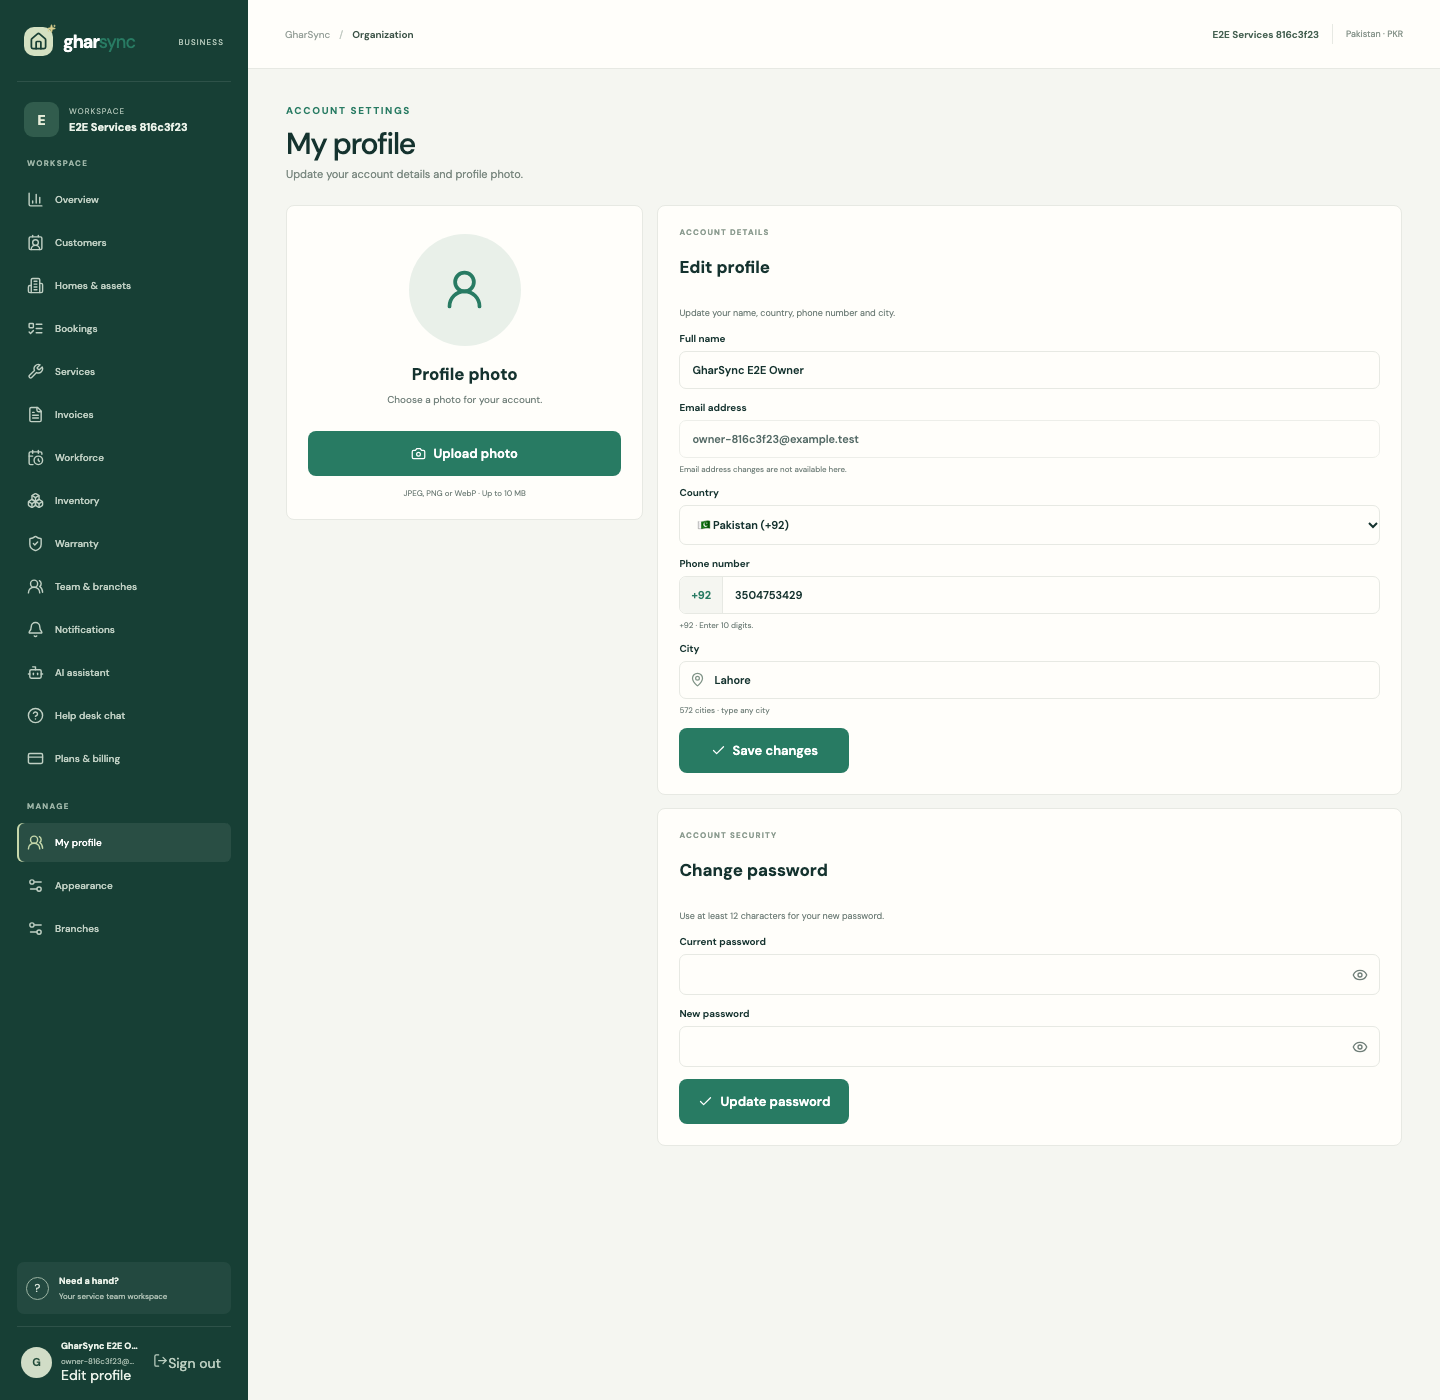 gharsync
BUSINESS
E
WORKSPACE
E2E Services 816c3f23
WORKSPACE
Overview
Customers
Homes & assets
Bookings
Services
Invoices
Workforce
Inventory
Warranty
Team & branches
Notifications
AI assistant
Help desk chat
Plans & billing
MANAGE
My profile
Appearance
Branches
?
Need a hand?
Your service team workspace
G
GharSync E2E O...
owner-816c3f23@...
Edit profile
Sign out
GharSync / Organization
E2E Services 816c3f23
Pakistan · PKR
ACCOUNT SETTINGS
My profile
Update your account details and profile photo.
Profile photo
Choose a photo for your account.
Upload photo
JPEG, PNG or WebP · Up to 10 MB
ACCOUNT DETAILS
Edit profile
Update your name, country, phone number and city.
Full name
GharSync E2E Owner
Email address
owner-816c3f23@example.test
Email address changes are not available here.
Country
🇵🇰 Pakistan (+92)
Phone number
+92 3504753429
+92 · Enter 10 digits.
City
Lahore
572 cities · type any city
Save changes
ACCOUNT SECURITY
Change password
Use at least 12 characters for your new password.
Current password
New password
Update password